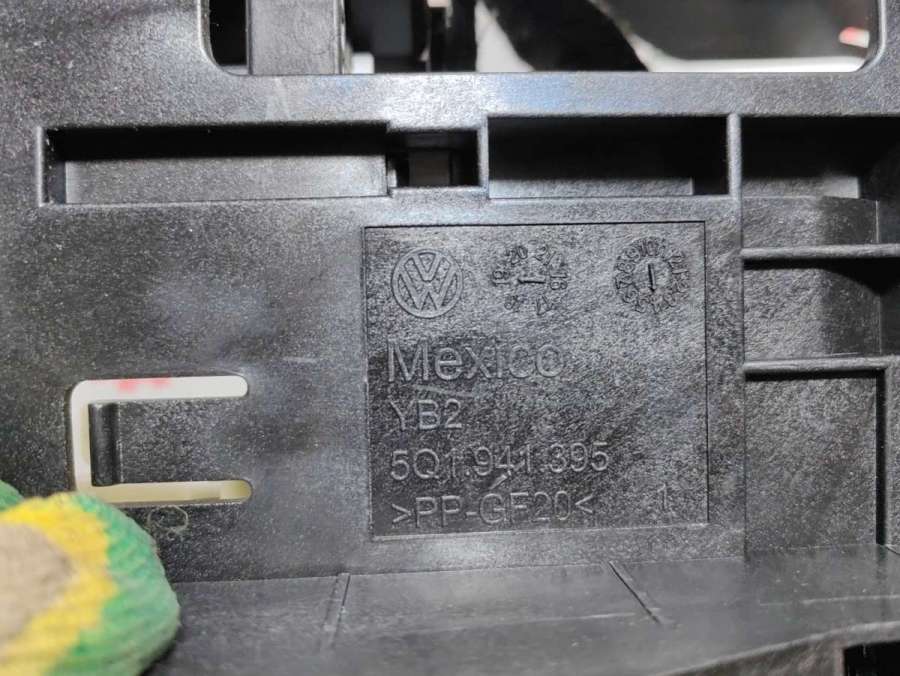 Mexico
YB2
5Q1.941.395
>PP-GF20< 1